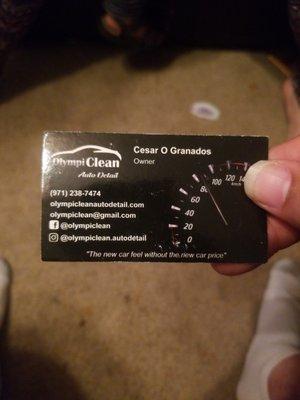 OlympiClean
Auto Detail
Cesar O Granados
Owner
(971) 238-7474
olympicleanautodetail.com
olympiclean@gmail.com
@olympiclean
@olympiclean.autodetail
"The new car feel without the new car price"
0
20
40
60
80
100
120
km/h